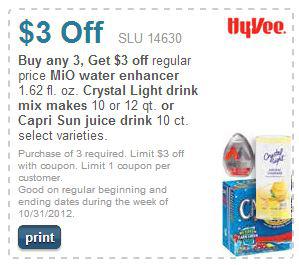 $3 Off SLU 14630
HyVee
Buy any 3, Get $3 off regular
price MiO water enhancer
1.62 fl. oz. Crystal Light drink
mix makes 10 or 12 qt. or
Capri Sun juice drink 10 ct.
select varieties.
Purchase of 3 required. Limit $3 off
with coupon. Limit 1 coupon per
customer.
Good on regular beginning and
ending dates during the week of
10/31/2012.
Crystal
Light
print